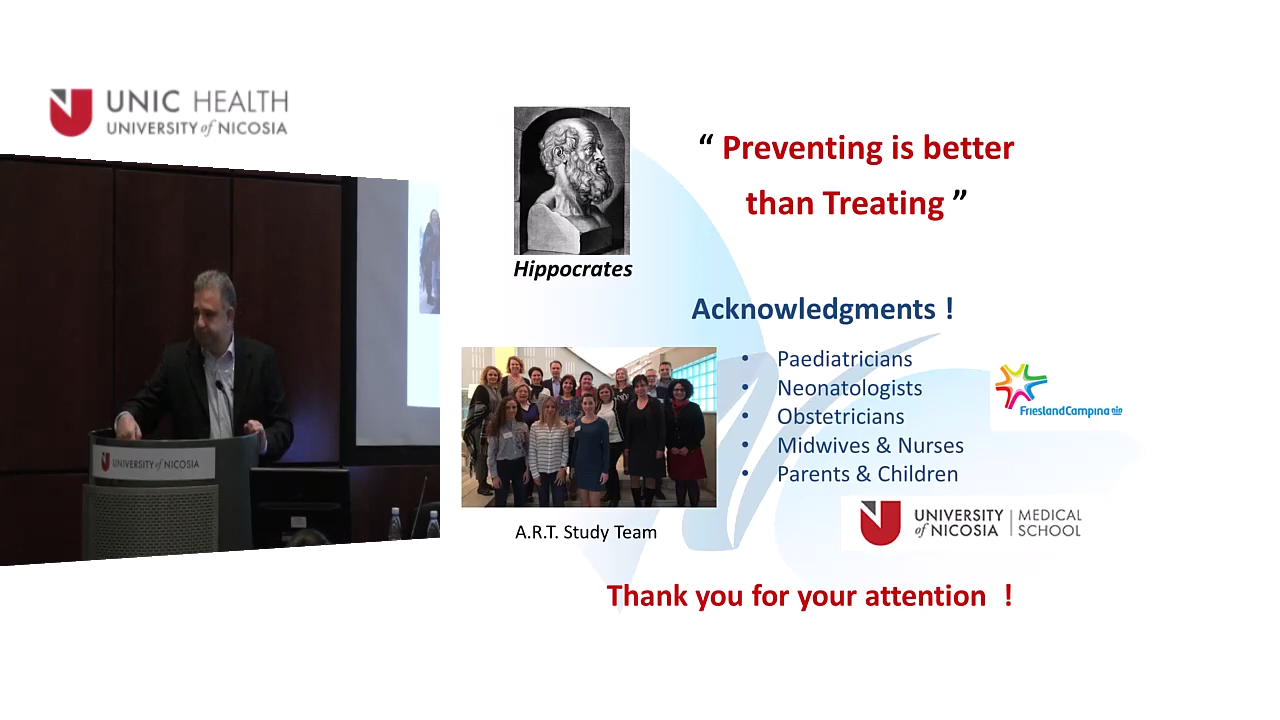 UNIC HEALTH
UNIVERSITY of NICOSIA
“ Preventing is better
than Treating ”
Hippocrates
Acknowledgments !
• Paediatricians
• Neonatologists
• Obstetricians
• Midwives & Nurses
• Parents & Children
FrieslandCampina
UNIVERSITY of NICOSIA
UNIVERSITY
of NICOSIA
MEDICAL
SCHOOL
A.R.T. Study Team
Thank you for your attention !